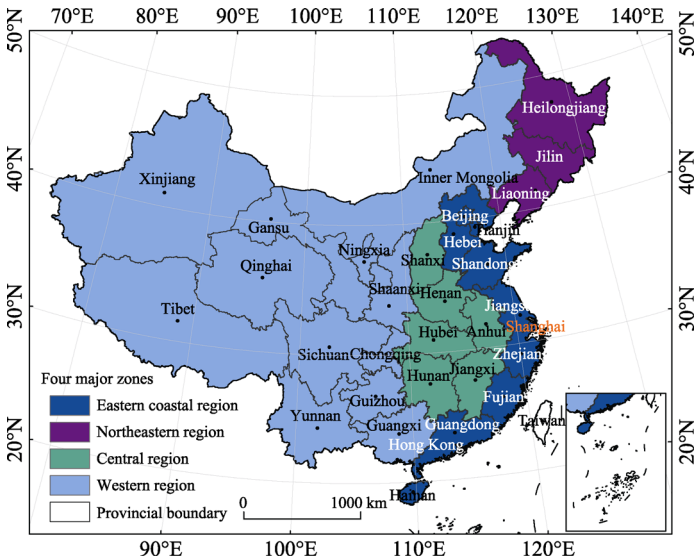 70°E 80°E 90°E 100°E 110°E 120°E 130°E 140°E
50°N 50°N
Heilongjiang
Jilin
40°N 40°N
Xinjiang
Inner Mongolia
Liaoning
Beijing
Gansu
Tianjin
Hebei
Ningxia
Shanxi
Qinghai
Shandong
Shaanxi
Henan
30°N 30°N
Tibet
Jiangs
Shanghai
Hubei
Anhui
Sichuan
Chongqing
Zhejian
Hunan
Jiangxi
Four major zones
Guizhou
Fujian
Eastern coastal region
Yunnan
Guangxi
Guangdong
Taiwan
Northeastern region
20°N 20°N
Hong Kong
Central region
Western region
Hainan
0 1000 km
Provincial boundary
90°E 100°E 110°E 120°E